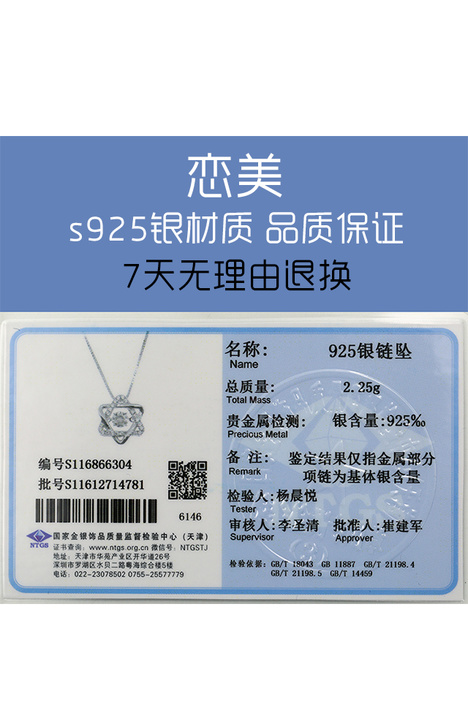 恋美
s925银材质 品质保证
7天无理由退换
名称: 925银链坠
Name
总质量: 2.25g
Total Mass
贵金属检测: 银含量:925‰
Precious Metal
备 注: 鉴定结果仅指金属部分
Remark
项链为基体银含量
检验人: 杨晨悦
Tester
审核人: 李圣清 批准人: 崔建军
Supervisor Approver
检验依据: GB/T 18043 GB 11887 GB/T 21198.4
GB/T 21198.5 GB/T 14459
编号S116866304
批号S11612714781
6146
NTGS
国家金银饰品质量监督检验中心(天津)
证书查询: www.ntgs.org.cn 微信号: NTGSTJ
地址: 天津市华苑产业区开华道26号
深圳市罗湖区水贝二路粤海综合楼5楼
电话: 022-23078502 0755-25577779